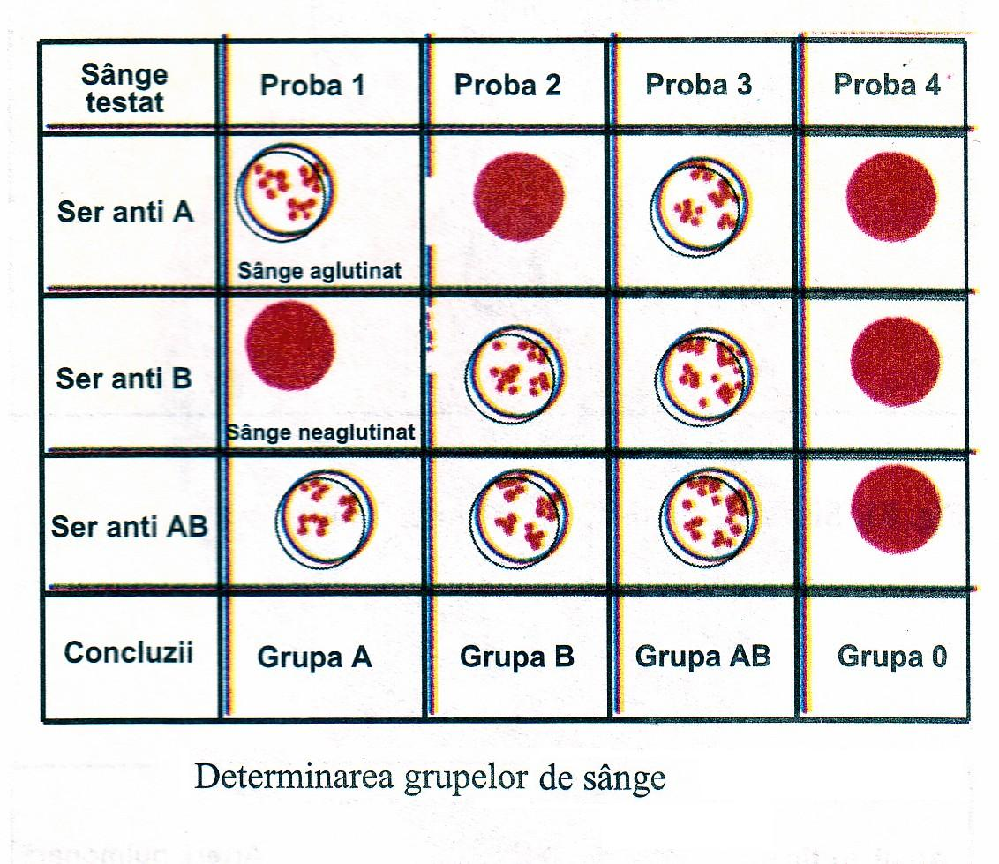 Sânge
testat
Proba 1
Proba 2
Proba 3
Proba 4
Ser anti A
Sânge aglutinat
Ser anti B
Sânge neaglutinat
Ser anti AB
Concluzii
Grupa A
Grupa B
Grupa AB
Grupa 0
Determinarea grupelor de sânge